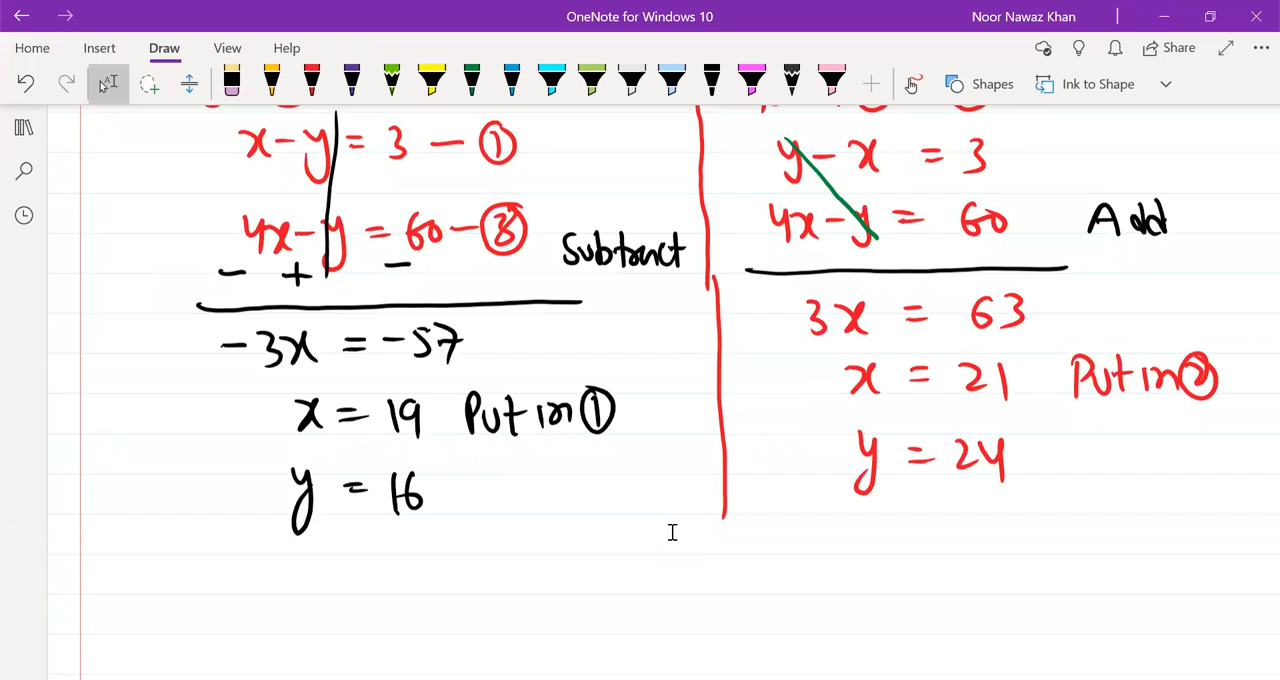 OneNote for Windows 10
Noor Nawaz Khan
Home Insert Draw View Help
Share
Shapes
Ink to Shape
x - y = 3 - ①
4x - y = 60 - ③
Subtract
- + -
-3x = -57
x = 19 Put in ①
y = 16
y - x = 3
4x - y = 60
Add
3x = 63
x = 21 Put in ②
y = 24